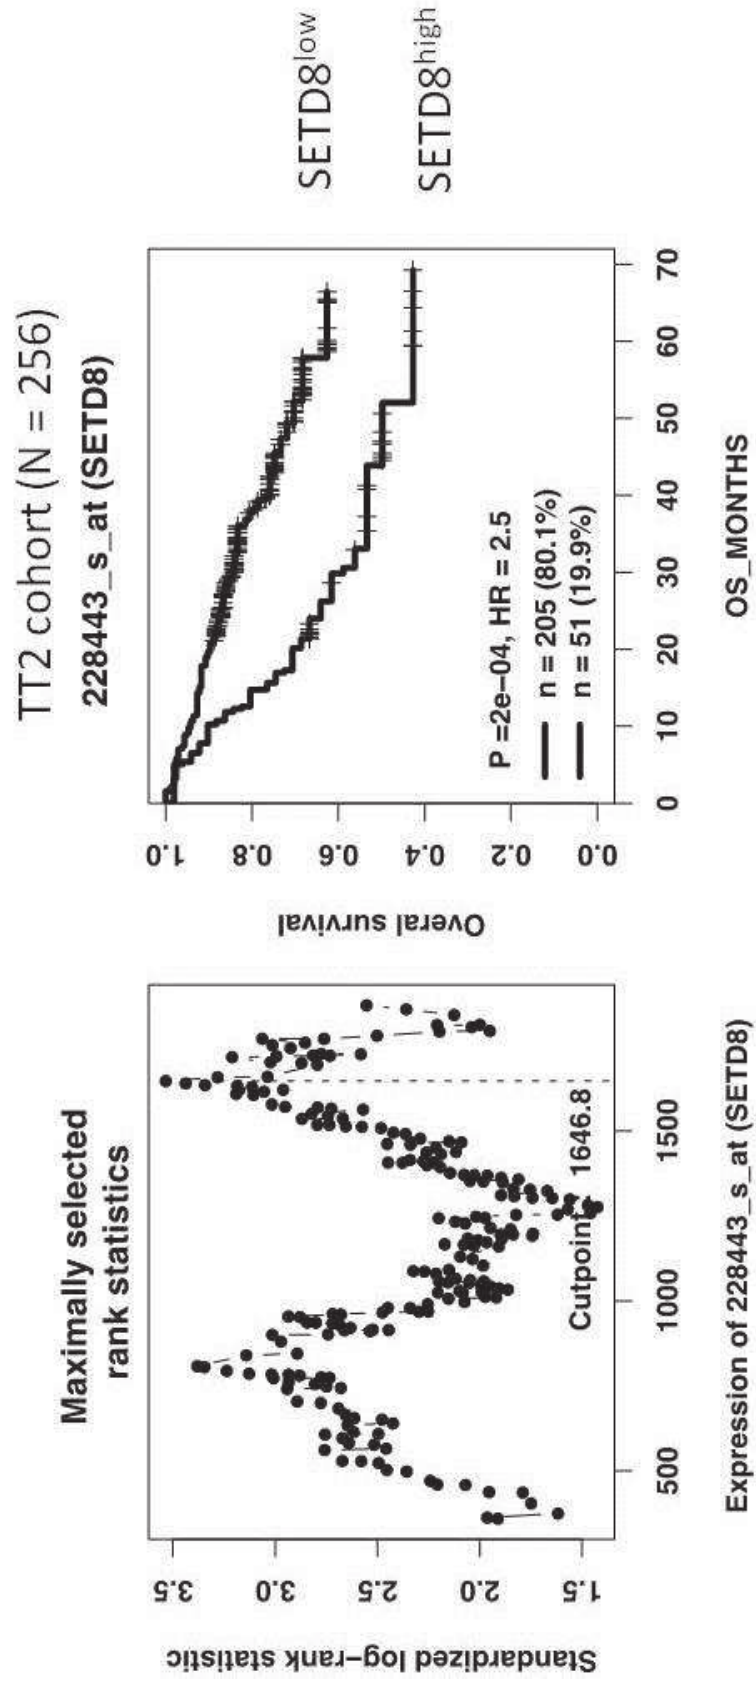 TT2 cohort (N = 256)
Maximally selected
rank statistics
Standardized log−rank statistic
3.5
3.0
2.5
2.0
1.5
Cutpoint 1646.8
500
1000
1500
Expression of 228443_s_at (SETD8)
228443_s_at (SETD8)
Overal survival
1.0
0.8
0.6
0.4
0.2
0.0
P =2e−04, HR = 2.5
n = 205 (80.1%)
n = 51 (19.9%)
0
10
20
30
40
50
60
70
OS_MONTHS
SETD8low
SETD8high